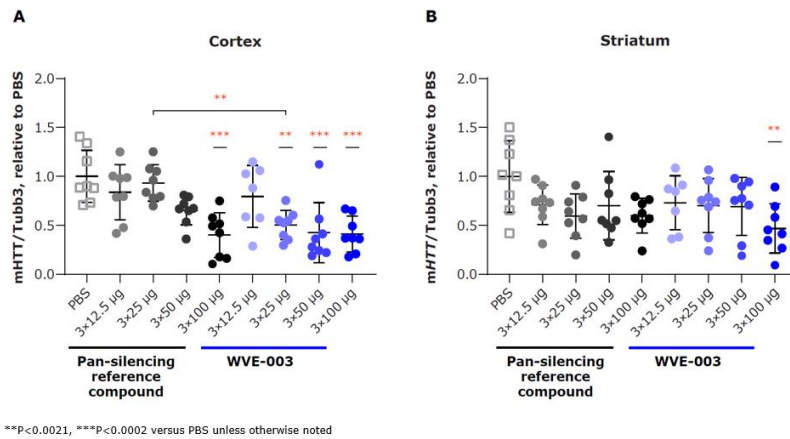 A
Cortex
mHTT/Tubb3, relative to PBS
2.0
1.5
1.0
0.5
0.0
**
***
**
***
***
PBS
3×12.5 µg
3×25 µg
3×50 µg
3×100 µg
3×12.5 µg
3×25 µg
3×50 µg
3×100 µg
Pan-silencing
reference
compound
WVE-003
B
Striatum
mHTT/Tubb3, relative to PBS
2.0
1.5
1.0
0.5
0.0
**
PBS
3×12.5 µg
3×25 µg
3×50 µg
3×100 µg
3×12.5 µg
3×25 µg
3×50 µg
3×100 µg
Pan-silencing
reference
compound
WVE-003
**P<0.0021, ***P<0.0002 versus PBS unless otherwise noted